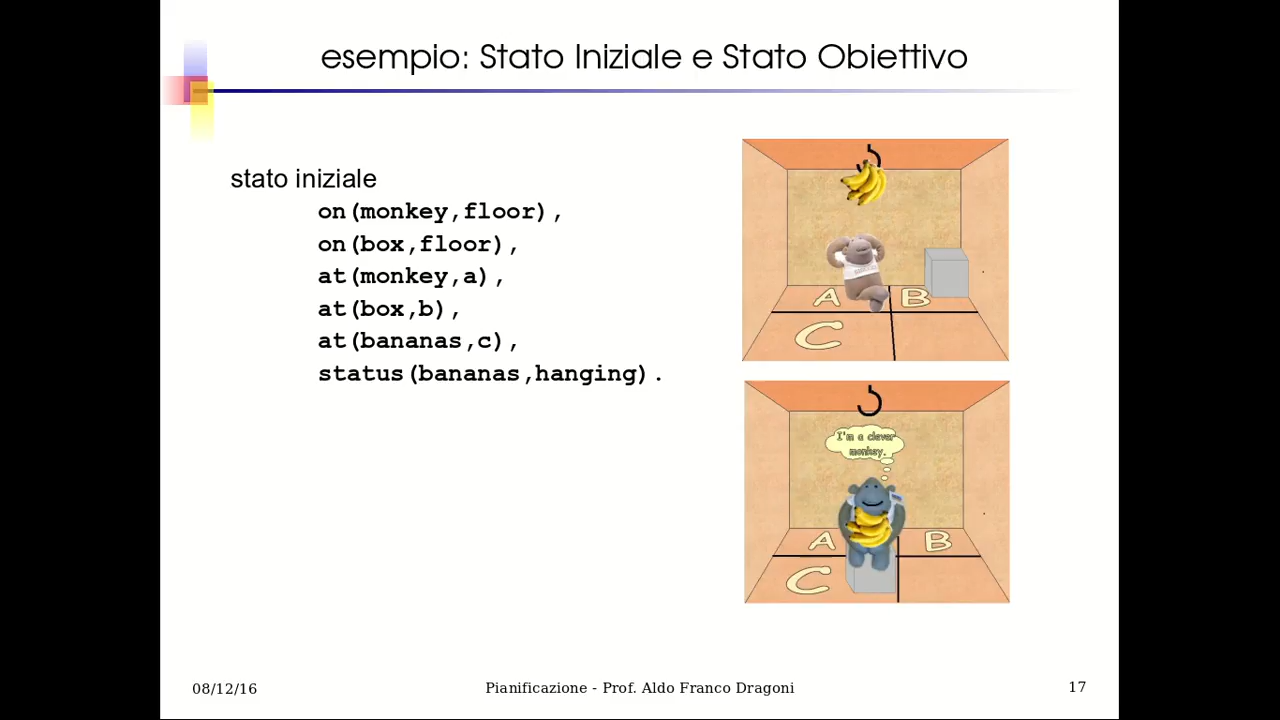 esempio: Stato Iniziale e Stato Obiettivo
stato iniziale
on(monkey,floor),
on(box,floor),
at(monkey,a),
at(box,b),
at(bananas,c),
status(bananas,hanging).
A B
C
I'm a clever
monkey.
A B
C
08/12/16 Pianificazione - Prof. Aldo Franco Dragoni 17